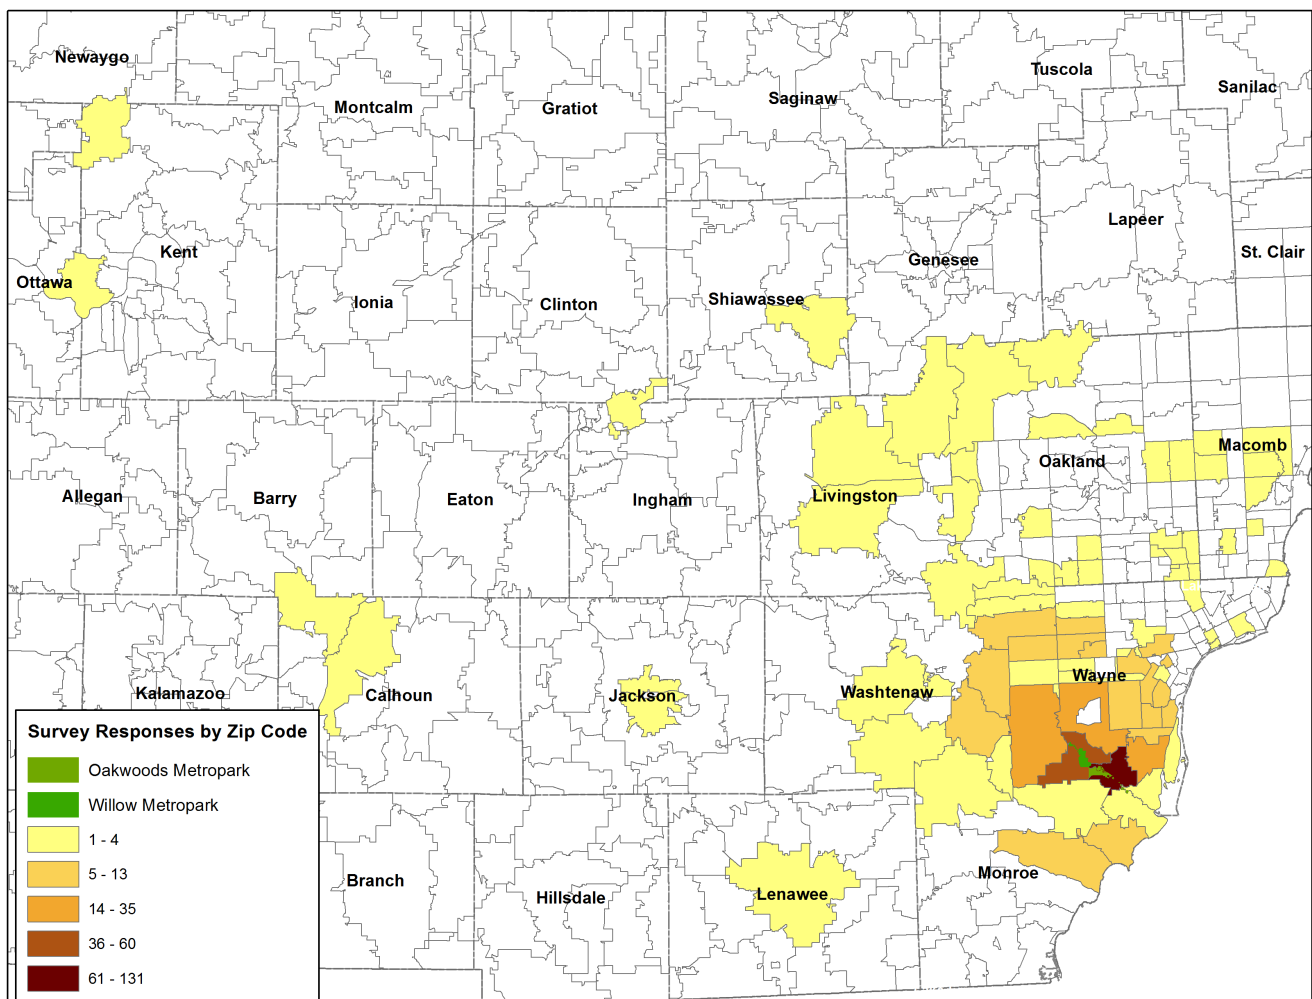 Newaygo
Montcalm
Gratiot
Saginaw
Tuscola
Sanilac
Kent
Ottawa
Ionia
Clinton
Shiawassee
Genesee
Lapeer
St. Clair
Allegan
Barry
Eaton
Ingham
Livingston
Oakland
Macomb
Kalamazoo
Calhoun
Jackson
Washtenaw
Wayne
Branch
Hillsdale
Lenawee
Monroe
Survey Responses by Zip Code
Oakwoods Metropark
Willow Metropark
1 - 4
5 - 13
14 - 35
36 - 60
61 - 131